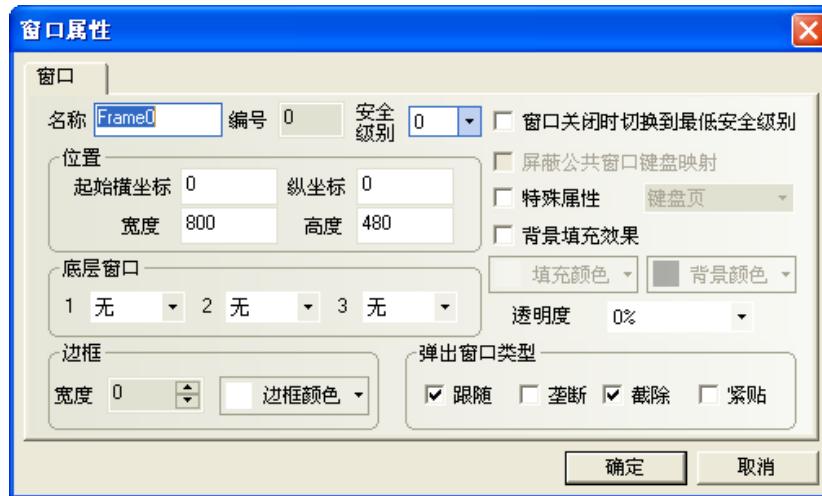 窗口属性
窗口
名称 Frame0 编号 0 安全级别 0 窗口关闭时切换到最低安全级别
屏蔽公共窗口键盘映射
位置
起始横坐标 0 纵坐标 0 特殊属性 键盘页
宽度 800 高度 480 背景填充效果
底层窗口 填充颜色 背景颜色
1 无 2 无 3 无 透明度 0%
边框 弹出窗口类型
宽度 0 边框颜色 跟随 垄断 截除 紧贴
确定 取消